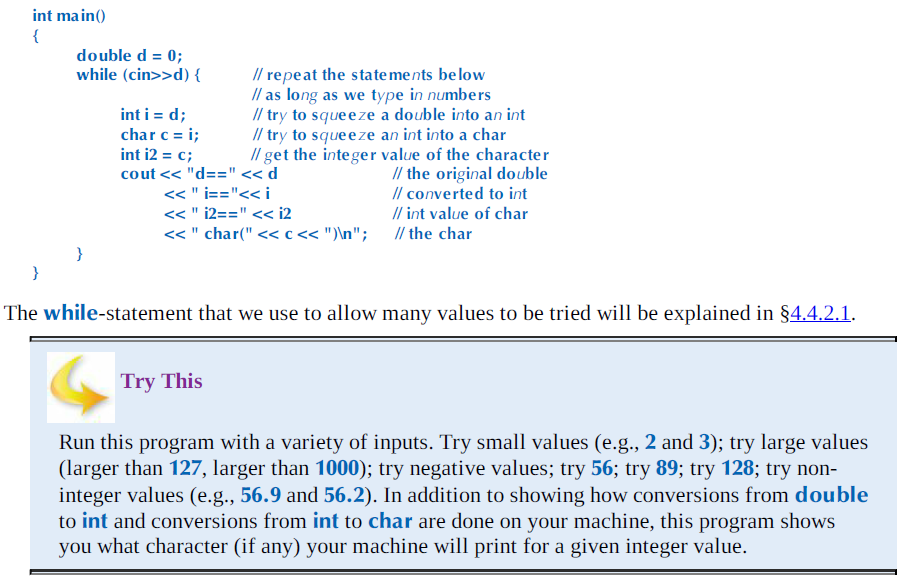 int main()
{
double d = 0;
while (cin>>d) { // repeat the statements below
// as long as we type in numbers
int i = d; // try to squeeze a double into an int
char c = i; // try to squeeze an int into a char
int i2 = c; // get the integer value of the character
cout << "d==" << d // the original double
<< " i=="<< i // converted to int
<< " i2==" << i2 // int value of char
<< " char(" << c << ")\n"; // the char
}
}
The while-statement that we use to allow many values to be tried will be explained in §4.4.2.1.
Try This
Run this program with a variety of inputs. Try small values (e.g., 2 and 3); try large values
(larger than 127, larger than 1000); try negative values; try 56; try 89; try 128; try non-
integer values (e.g., 56.9 and 56.2). In addition to showing how conversions from double
to int and conversions from int to char are done on your machine, this program shows
you what character (if any) your machine will print for a given integer value.